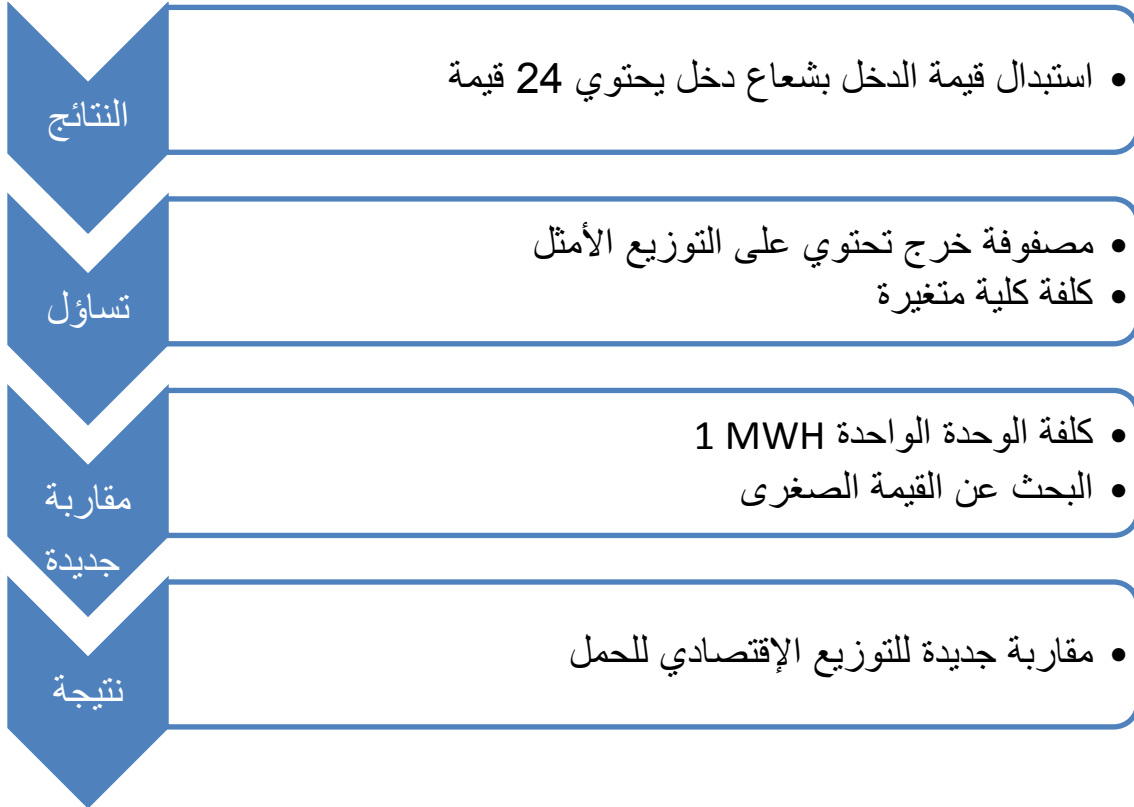 النتائج
• استبدال قيمة الدخل بشعاع دخل يحتوي 24 قيمة
تساؤل
• مصفوفة خرج تحتوي على التوزيع الأمثل
• كلفة كلية متغيرة
مقاربة
جديدة
• كلفة الوحدة الواحدة 1 MWH
• البحث عن القيمة الصغرى
نتيجة
• مقاربة جديدة للتوزيع الإقتصادي للحمل